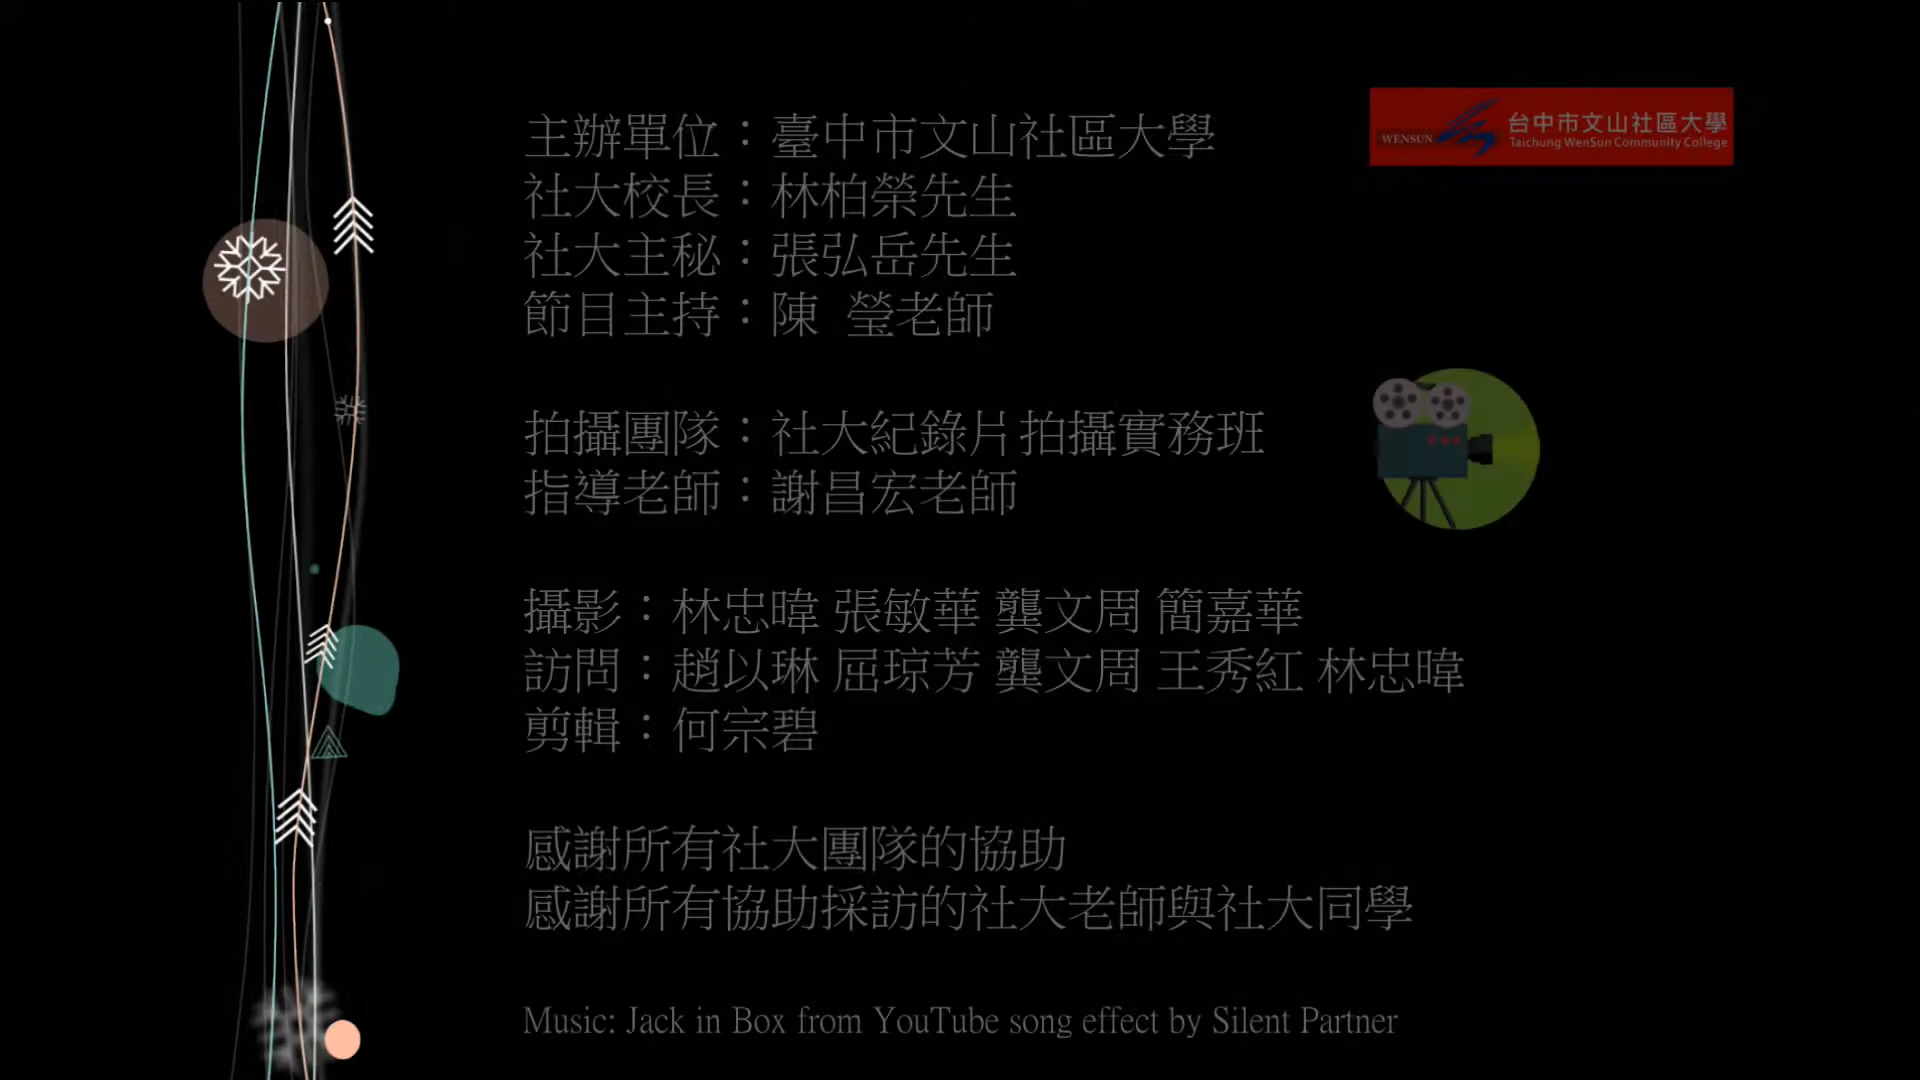 主辦單位：臺中市文山社區大學
WENSUN 台中市文山社區大學
Taichung WenSun Community College
社大校長：林柏榮先生
社大主秘：張弘岳先生
節目主持：陳 瑩老師
拍攝團隊：社大紀錄片拍攝實務班
指導老師：謝昌宏老師
攝影：林忠暐 張敏華 龔文周 簡嘉華
訪問：趙以琳 屈琼芳 龔文周 王秀紅 林忠暐
剪輯：何宗碧
感謝所有社大團隊的協助
感謝所有協助採訪的社大老師與社大同學
Music: Jack in Box from YouTube song effect by Silent Partner